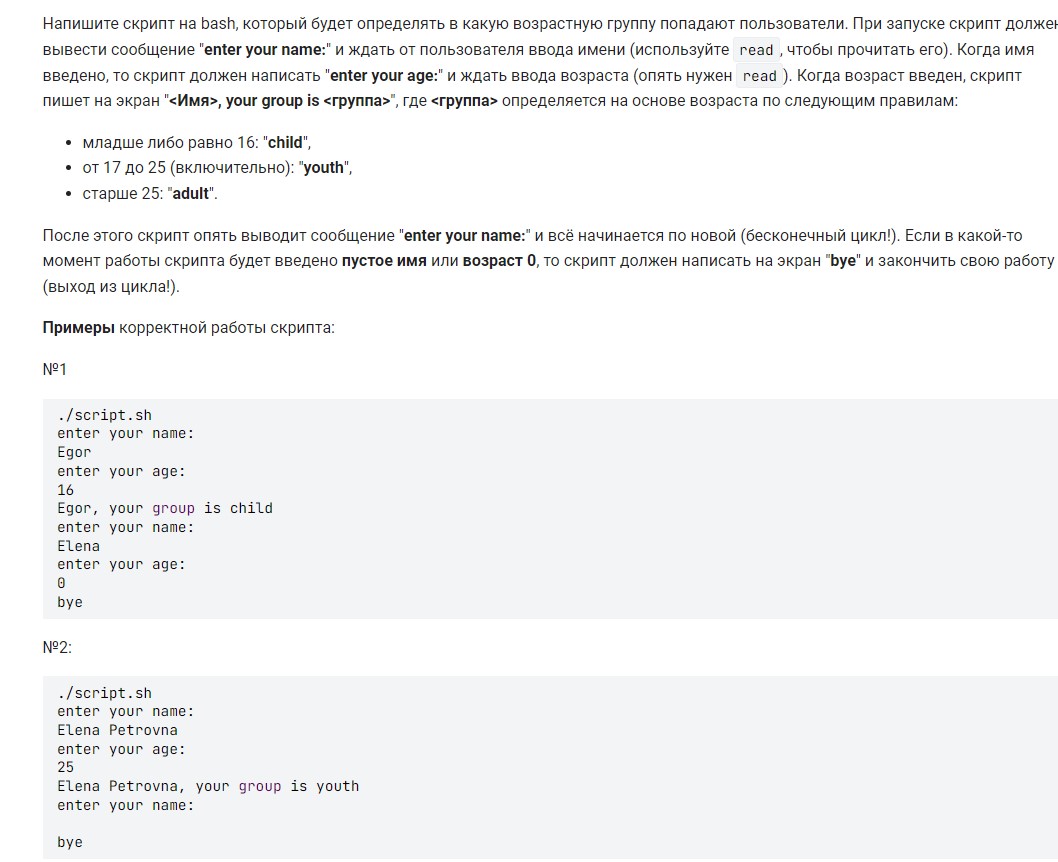 Напишите скрипт на bash, который будет определять в какую возрастную группу попадают пользователи. При запуске скрипт
вывести сообщение "enter your name:" и ждать от пользователя ввода имени (используйте read , чтобы прочитать его). Когда имя
введено, то скрипт должен написать "enter your age:" и ждать ввода возраста (опять нужен read ). Когда возраст введен, скрипт
пишет на экран "<Имя>, your group is <группа>", где <группа> определяется на основе возраста по следующим правилам:
• младше либо равно 16: "child",
• от 17 до 25 (включительно): "youth",
• старше 25: "adult".
После этого скрипт опять выводит сообщение "enter your name:" и всё начинается по новой (бесконечный цикл!). Если в какой-то
момент работы скрипта будет введено пустое имя или возраст 0, то скрипт должен написать на экран "bye" и закончить свою работу
(выход из цикла!).
Примеры корректной работы скрипта:
№1
./script.sh
enter your name:
Egor
enter your age:
16
Egor, your group is child
enter your name:
Elena
enter your age:
0
bye
№2:
./script.sh
enter your name:
Elena Petrovna
enter your age:
25
Elena Petrovna, your group is youth
enter your name:
bye